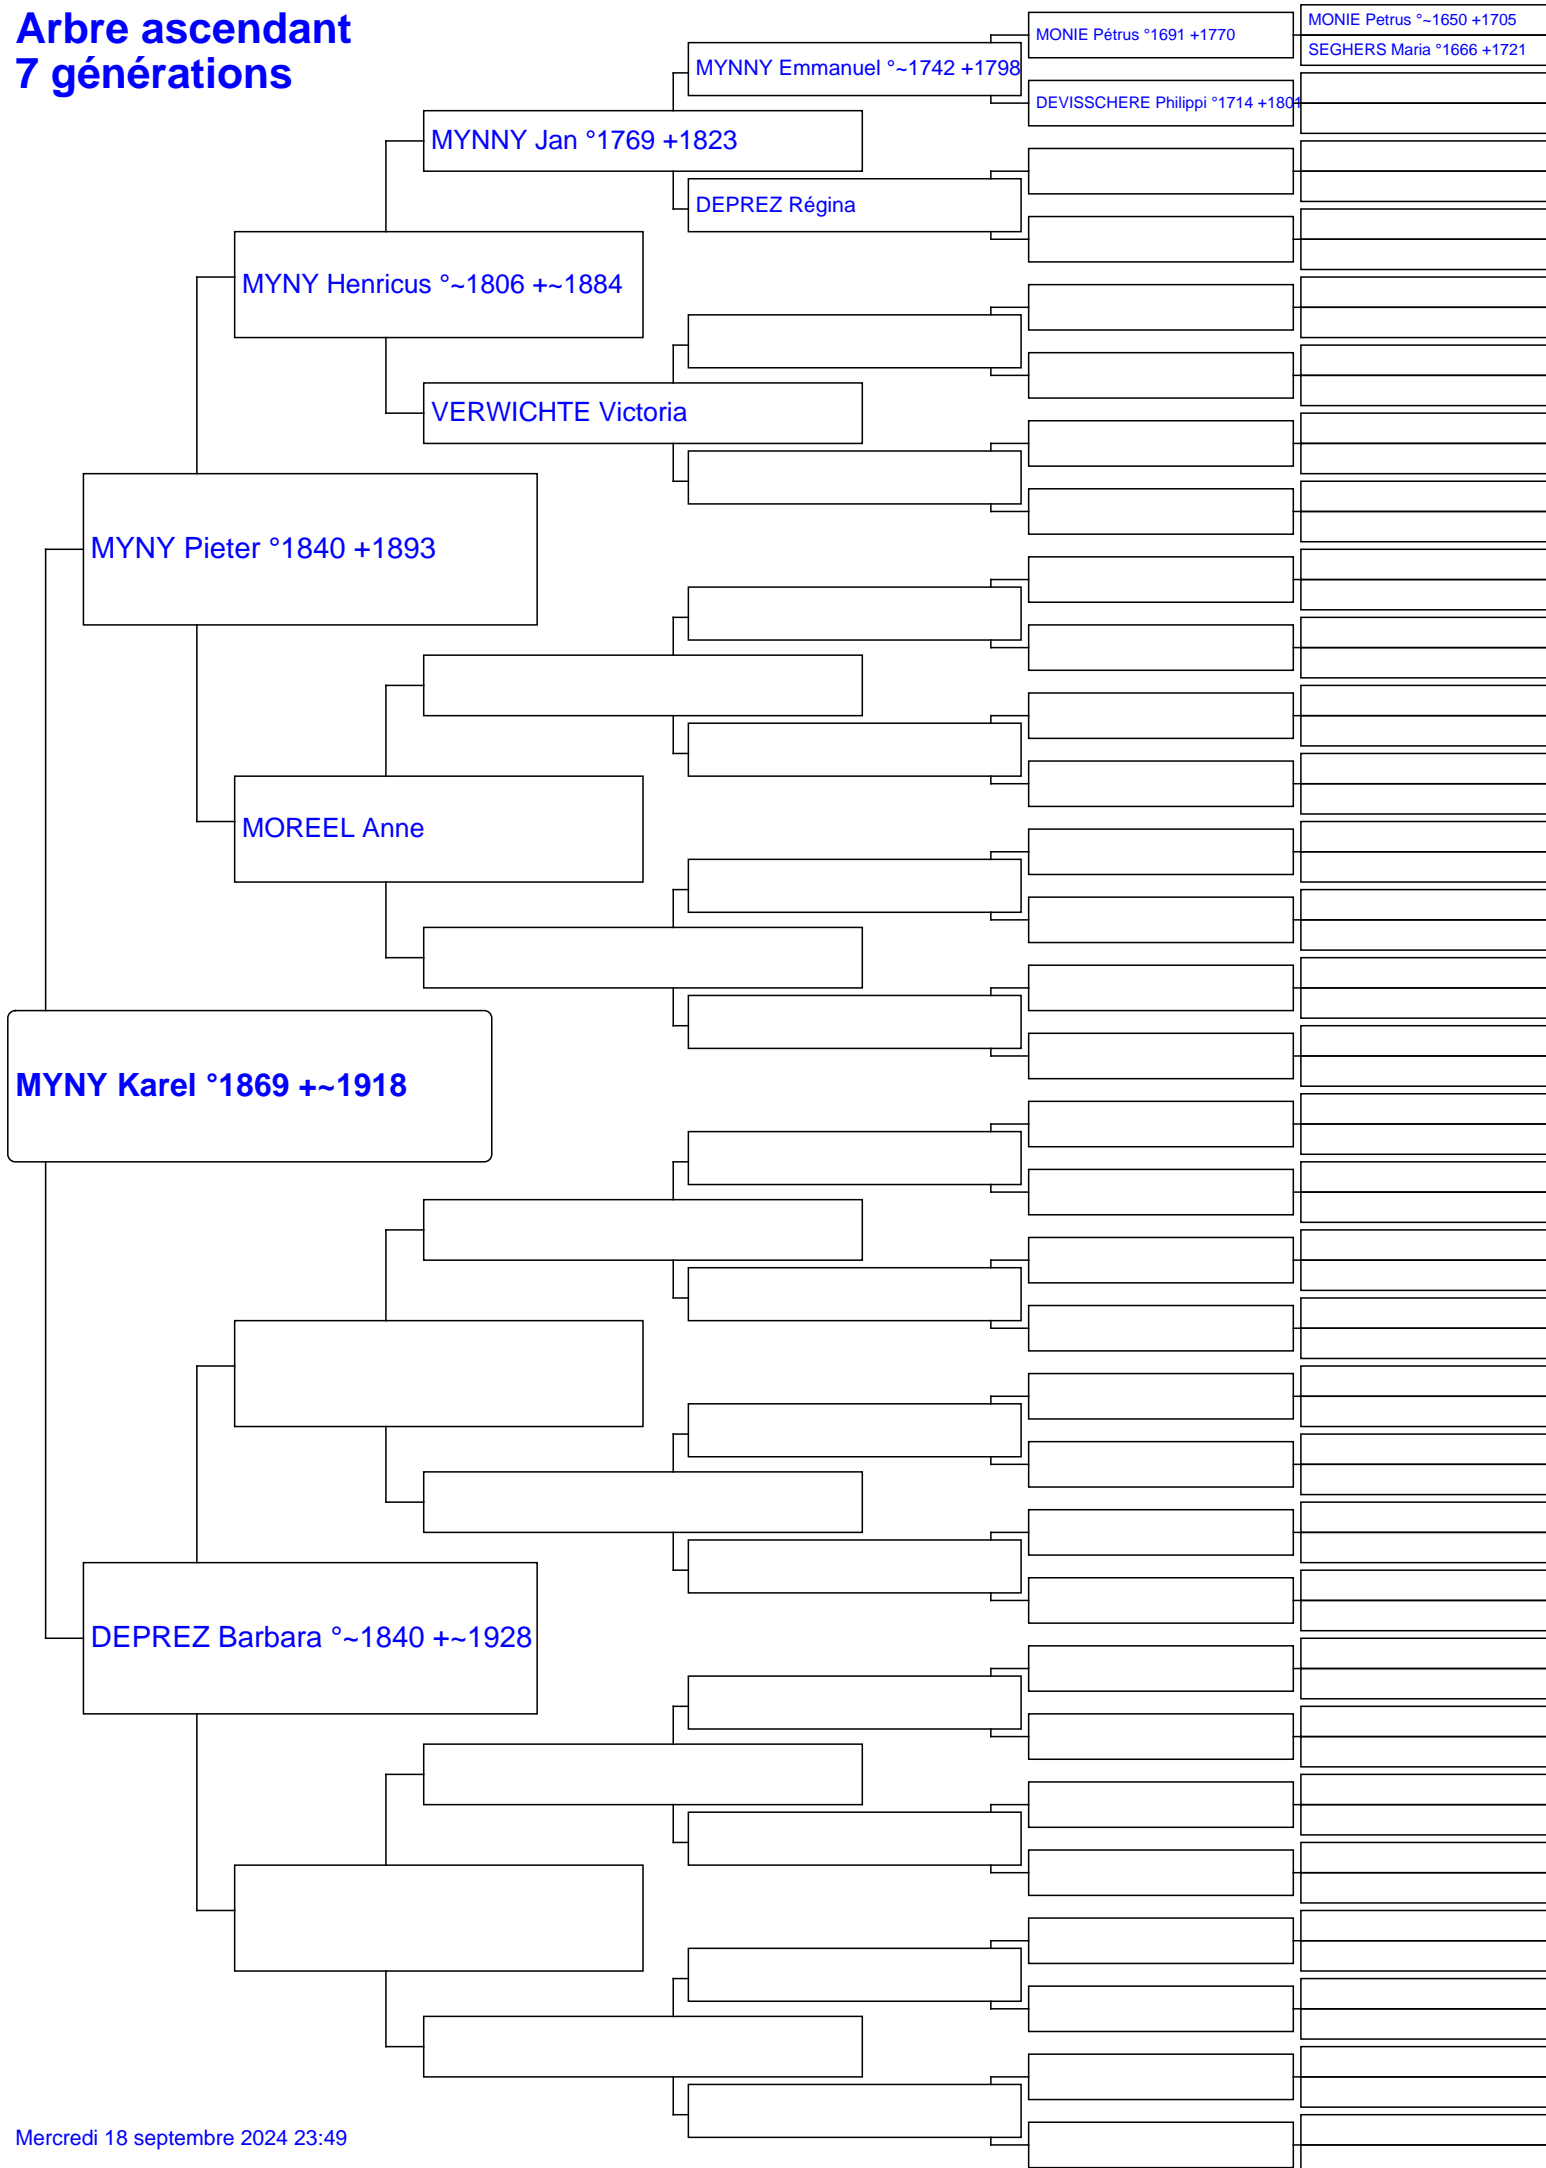 Arbre ascendant
7 générations
MONIE Petrus °~1650 +1705
MONIE Pétrus °1691 +1770
SEGHERS Maria °1666 +1721
MYNNY Emmanuel °~1742 +1798
DEVISSCHERE Philippi °1714 +1801
MYNNY Jan °1769 +1823
DEPREZ Régina
MYNY Henricus °~1806 +~1884
VERWICHTE Victoria
MYNY Pieter °1840 +1893
MOREEL Anne
MYNY Karel °1869 +~1918
DEPREZ Barbara °~1840 +~1928
Mercredi 18 septembre 2024 23:49